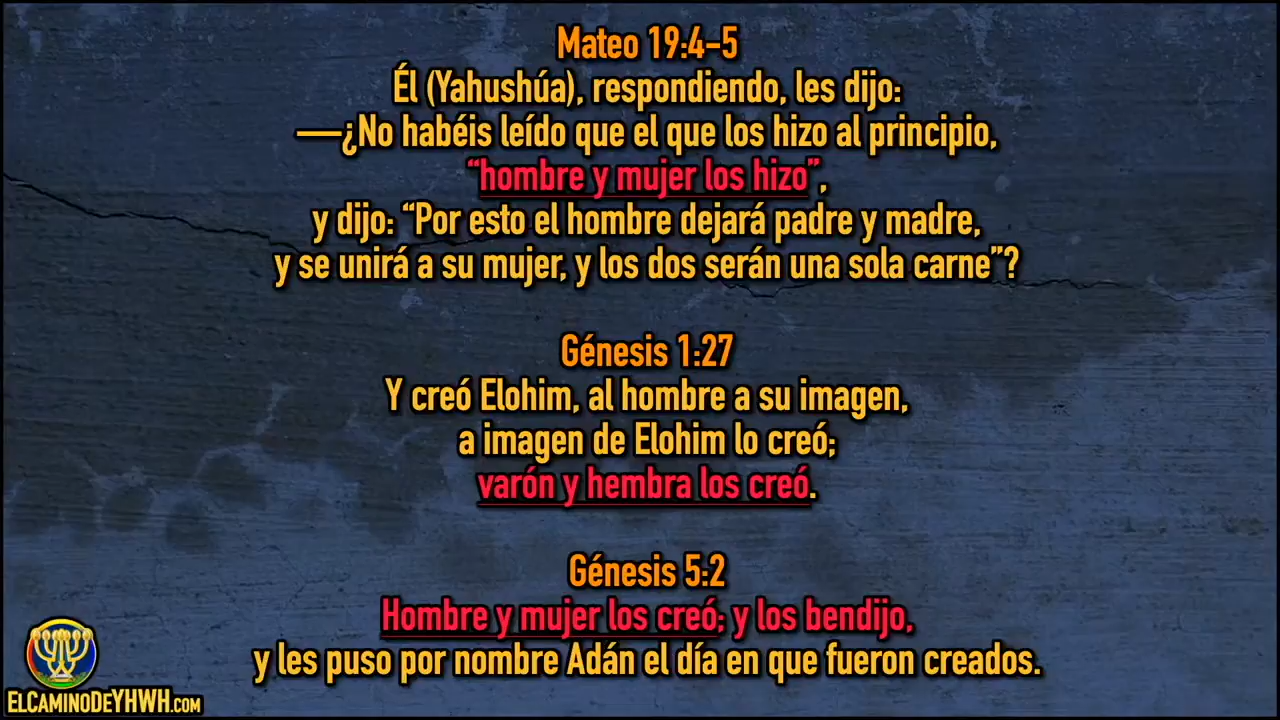 Mateo 19:4-5
Él (Yahushúa), respondiendo, les dijo:
—¿No habéis leído que el que los hizo al principio,
“hombre y mujer los hizo”,
y dijo: “Por esto el hombre dejará padre y madre,
y se unirá a su mujer, y los dos serán una sola carne”?
Génesis 1:27
Y creó Elohim, al hombre a su imagen,
a imagen de Elohim lo creó;
varón y hembra los creó.
Génesis 5:2
Hombre y mujer los creó; y los bendijo,
y les puso por nombre Adán el día en que fueron creados.
ELCAMINODEYHWH.com